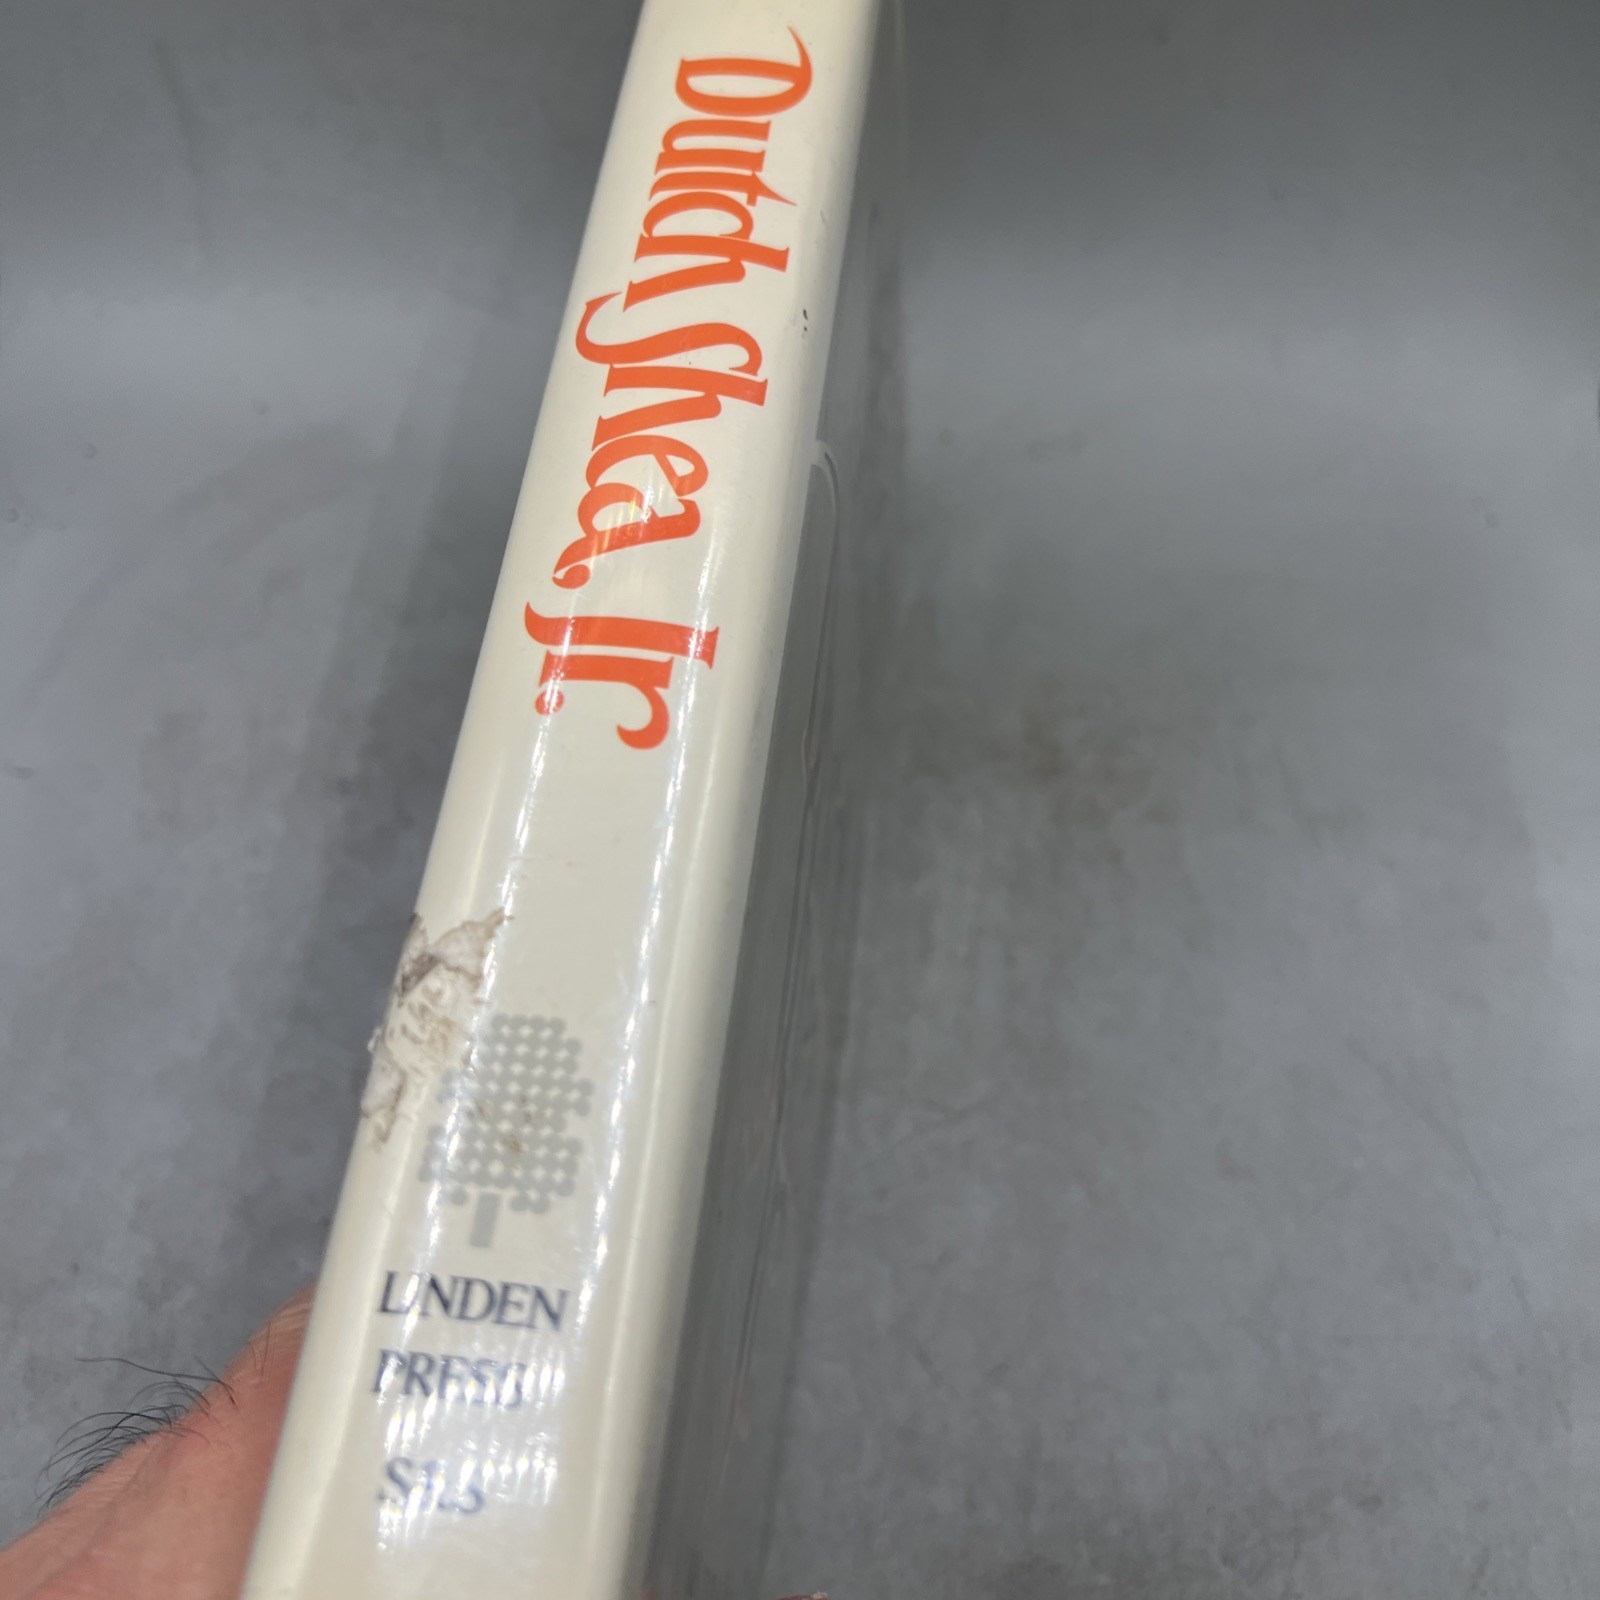 Dutch Shea, Jr.
LINDEN
PRESS
S&S